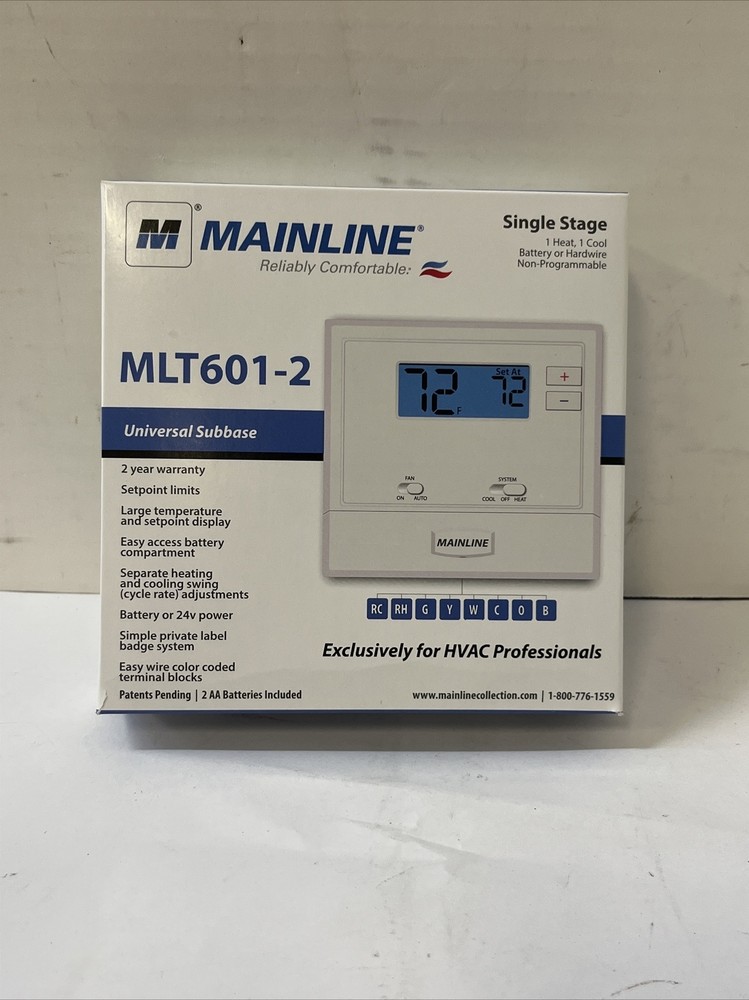 M®
MAINLINE®
Reliably Comfortable:
Single Stage
1 Heat, 1 Cool
Battery or Hardwire
Non-Programmable
MLT601-2
Universal Subbase
2 year warranty
Setpoint limits
Large temperature
and setpoint display
Easy access battery
compartment
Separate heating
and cooling swing
(cycle rate) adjustments
Battery or 24v power
Simple private label
badge system
Easy wire color coded
terminal blocks
Patents Pending | 2 AA Batteries Included
72 F
Set At
72
+
−
FAN
ON AUTO
SYSTEM
COOL OFF HEAT
MAINLINE
RC RH G Y W C O B
Exclusively for HVAC Professionals
www.mainlinecollection.com | 1-800-776-1559